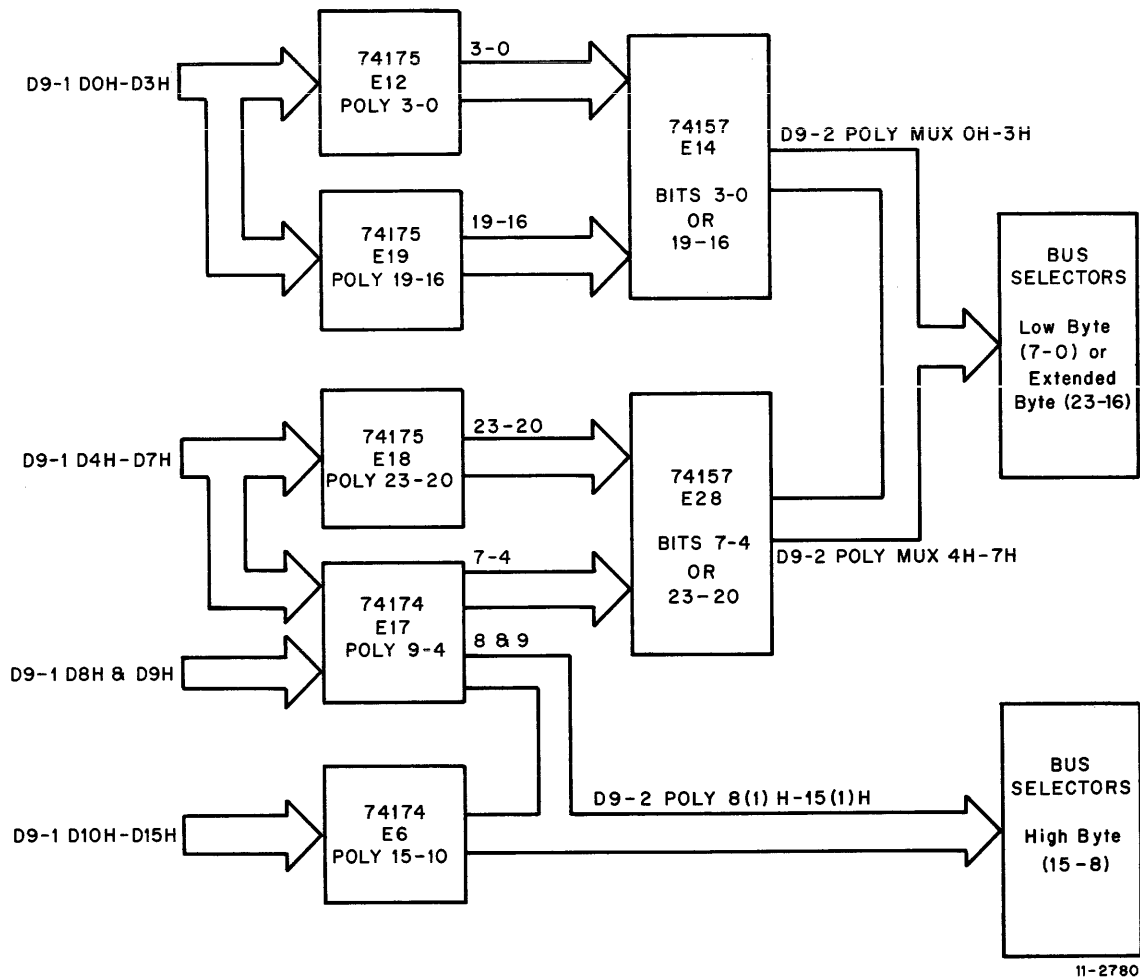 D9-1 D0H-D3H
74175
E12
POLY 3-0
3-0
74157
E14
BITS 3-0
OR
19-16
D9-2 POLY MUX 0H-3H
74175
E19
POLY 19-16
19-16
BUS
SELECTORS
Low Byte
(7-0) or
Extended
Byte (23-16)
D9-1 D4H-D7H
74175
E18
POLY 23-20
23-20
74157
E28
BITS 7-4
OR
23-20
D9-2 POLY MUX 4H-7H
74174
E17
POLY 9-4
7-4
8 & 9
D9-1 D8H & D9H
D9-1 D10H-D15H
74174
E6
POLY 15-10
D9-2 POLY 8(1) H-15(1)H
BUS
SELECTORS
High Byte
(15-8)
11-2780